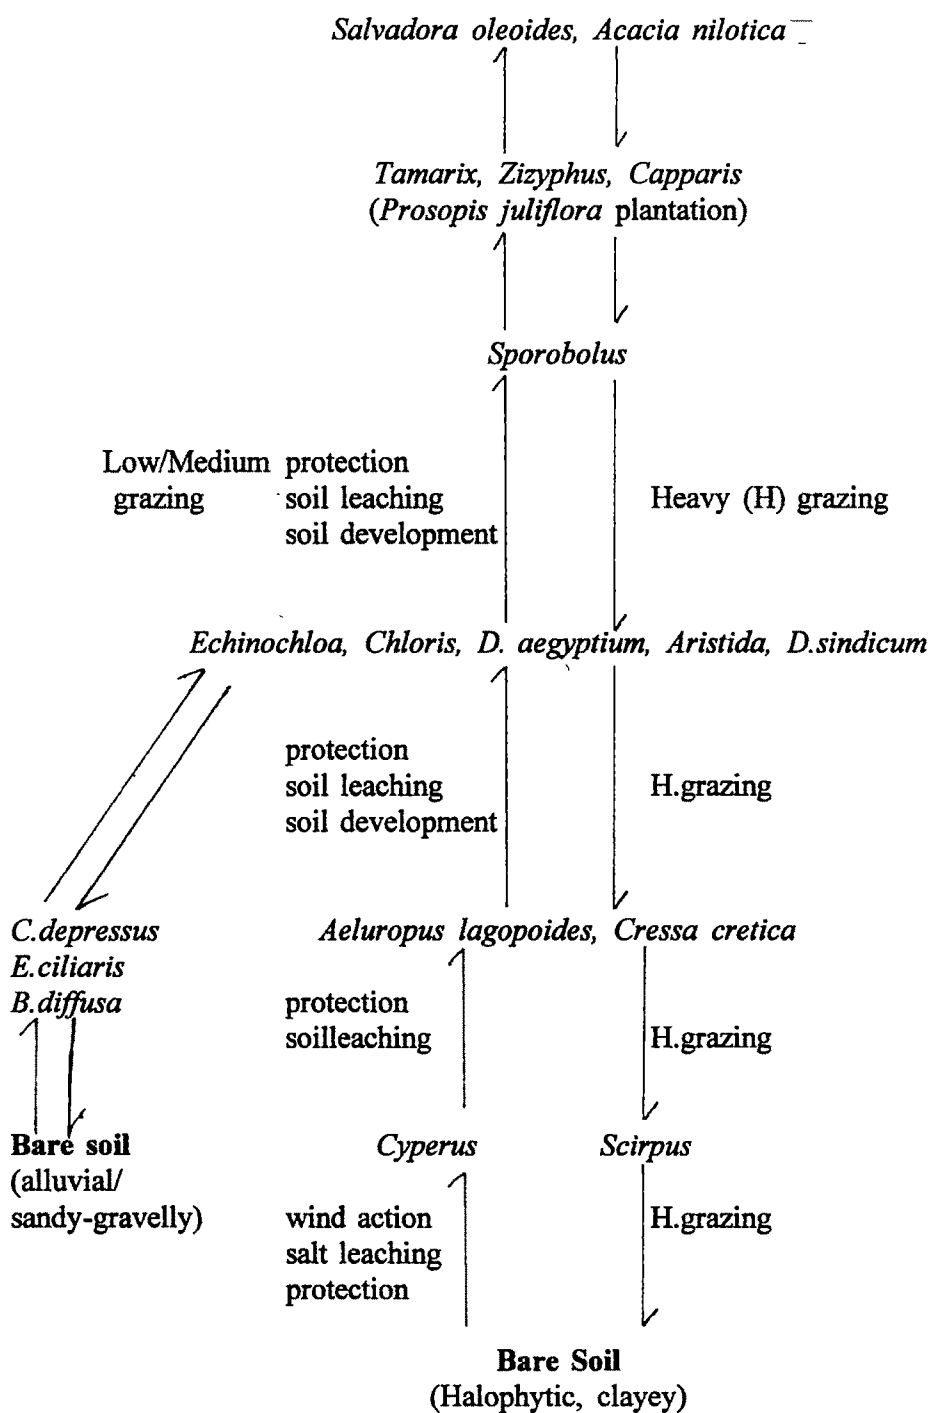 Salvadora oleoides, Acacia nilotica
Tamarix, Zizyphus, Capparis
(Prosopis juliflora plantation)
Sporobolus
Low/Medium protection
grazing soil leaching Heavy (H) grazing
soil development
Echinochloa, Chloris, D. aegyptium, Aristida, D.sindicum
protection
soil leaching H.grazing
soil development
C.depressus Aeluropus lagopoides, Cressa cretica
E.ciliaris
B.diffusa protection
soilleaching H.grazing
Bare soil Cyperus Scirpus
(alluvial/
sandy-gravelly) wind action H.grazing
salt leaching
protection
Bare Soil
(Halophytic, clayey)